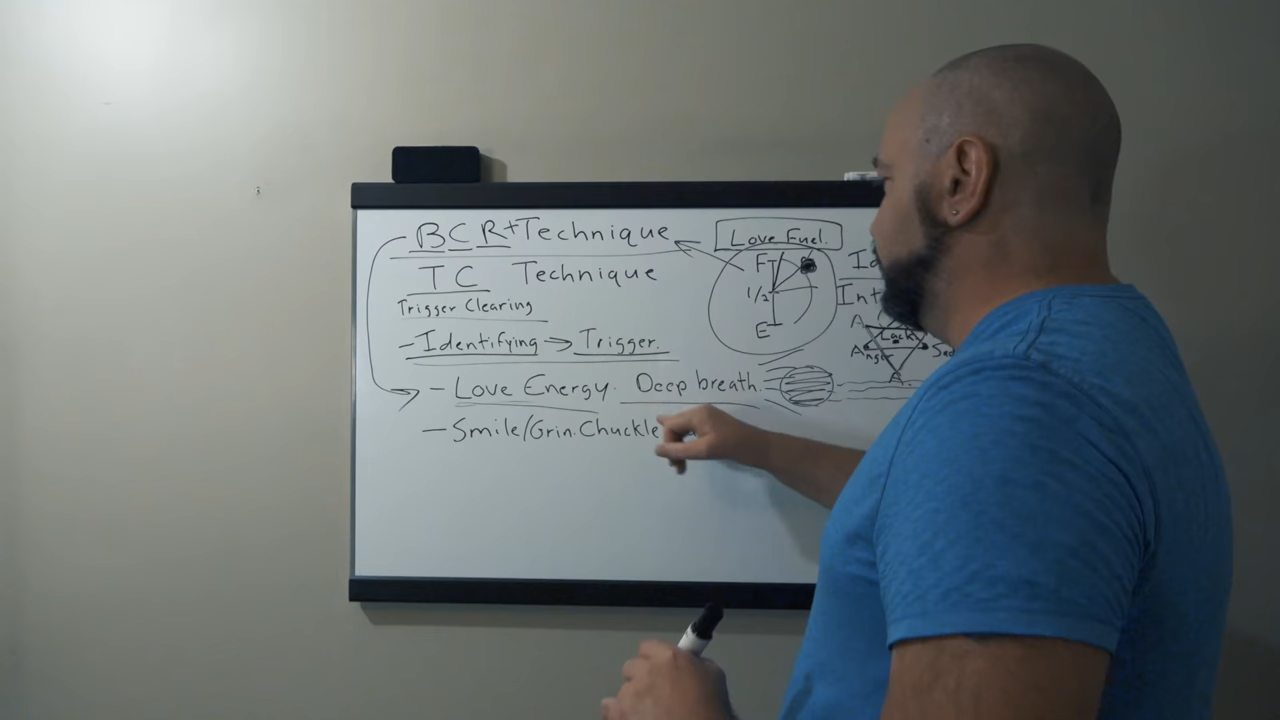 BCR+Technique
TC Technique
Trigger Clearing
-Identifying → Trigger.
- Love Energy. Deep breath.
- Smile/Grin.Chuckle
Love Fuel.
F
1/2
E
A
Lack
Anger
A